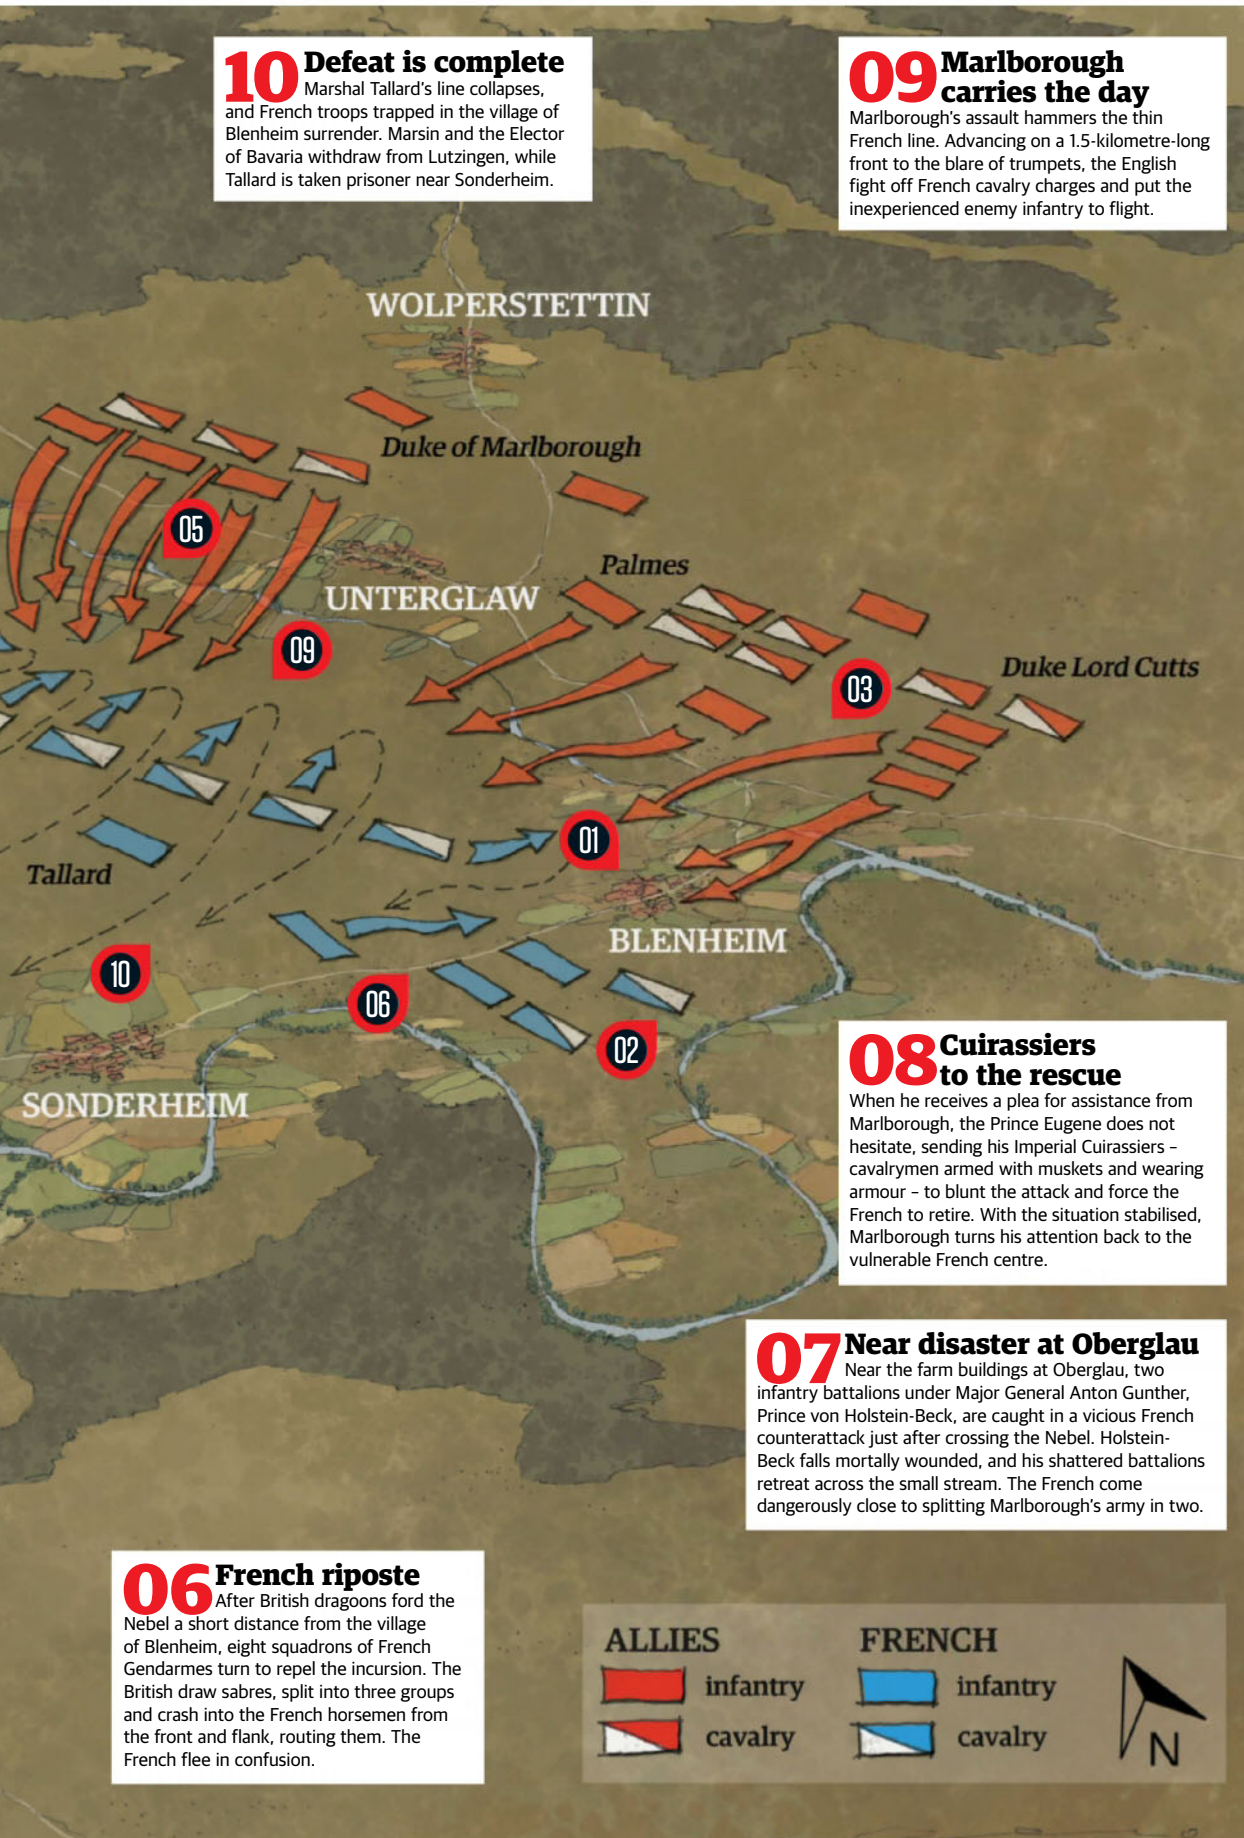 10 Defeat is complete
Marshal Tallard's line collapses,
and French troops trapped in the village of
Blenheim surrender. Marsin and the Elector
of Bavaria withdraw from Lutzingen, while
Tallard is taken prisoner near Sonderheim.
09 Marlborough
carries the day
Marlborough's assault hammers the thin
French line. Advancing on a 1.5-kilometre-long
front to the blare of trumpets, the English
fight off French cavalry charges and put the
inexperienced enemy infantry to flight.
WOLPERSTETTIN
Duke of Marlborough
05
Palmes
UNTERGLAW
09
03
Duke Lord Cutts
01
Tallard
BLENHEIM
10
06
02
SONDERHEIM
08 Cuirassiers
to the rescue
When he receives a plea for assistance from
Marlborough, the Prince Eugene does not
hesitate, sending his Imperial Cuirassiers –
cavalrymen armed with muskets and wearing
armour – to blunt the attack and force the
French to retire. With the situation stabilised,
Marlborough turns his attention back to the
vulnerable French centre.
07 Near disaster at Oberglau
Near the farm buildings at Oberglau, two
infantry battalions under Major General Anton Gunther,
Prince von Holstein-Beck, are caught in a vicious French
counterattack just after crossing the Nebel. Holstein-
Beck falls mortally wounded, and his shattered battalions
retreat across the small stream. The French come
dangerously close to splitting Marlborough's army in two.
06 French riposte
After British dragoons ford the
Nebel a short distance from the village
of Blenheim, eight squadrons of French
Gendarmes turn to repel the incursion. The
British draw sabres, split into three groups
and crash into the French horsemen from
the front and flank, routing them. The
French flee in confusion.
ALLIES
infantry
cavalry
FRENCH
infantry
cavalry
N